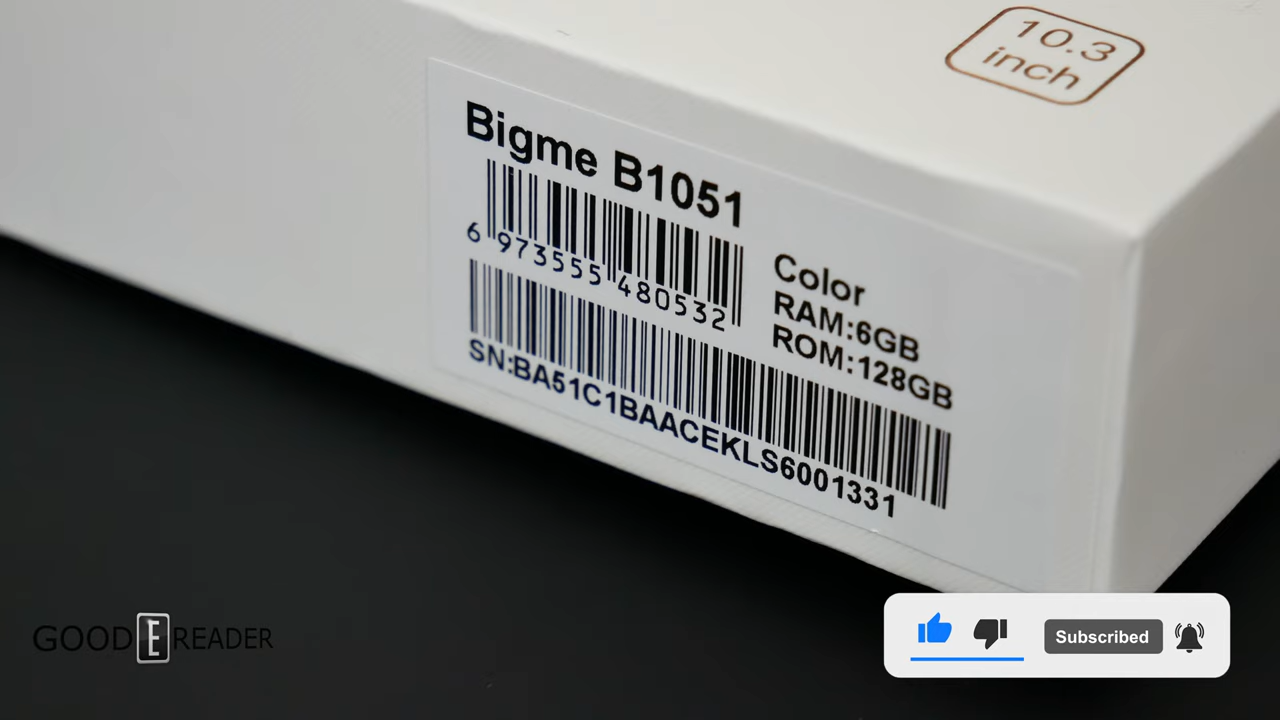 10.3
inch
Bigme B1051
6 973555 480532
Color
RAM:6GB
ROM:128GB
SN:BA51C1BAACEKLS6001331
GOOD E READER
Subscribed